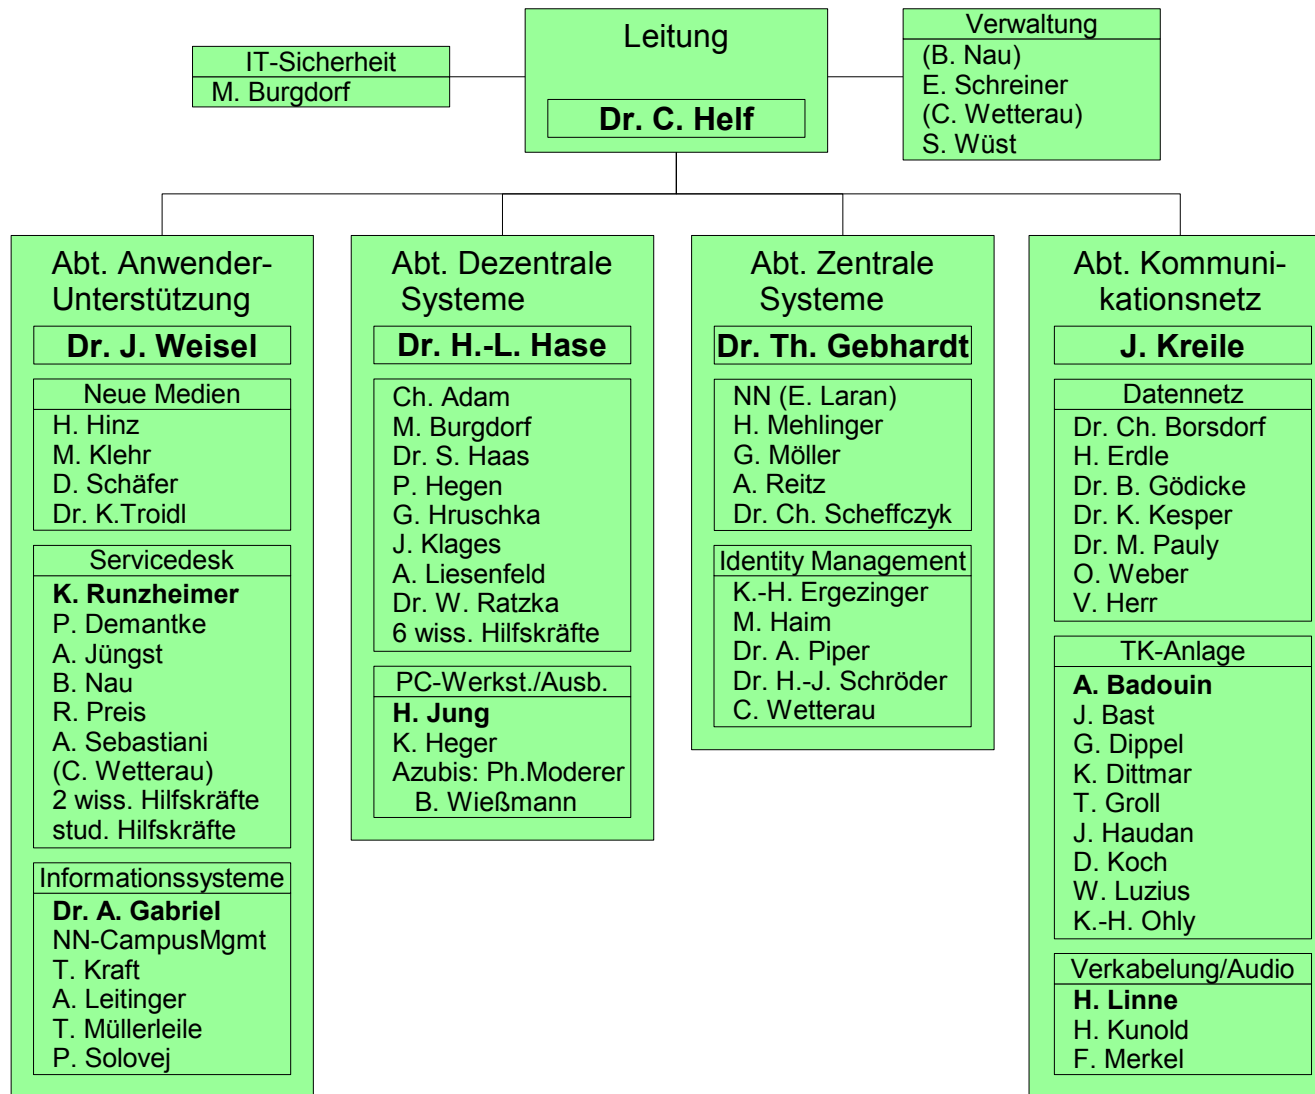 Leitung
Dr. C. Helf
IT-Sicherheit
M. Burgdorf
Verwaltung
(B. Nau)
E. Schreiner
(C. Wetterau)
S. Wüst
Abt. Anwender-
Unterstützung
Dr. J. Weisel
Neue Medien
H. Hinz
M. Klehr
D. Schäfer
Dr. K.Troidl
Servicedesk
K. Runzheimer
P. Demantke
A. Jüngst
B. Nau
R. Preis
A. Sebastiani
(C. Wetterau)
2 wiss. Hilfskräfte
stud. Hilfskräfte
Informationssysteme
Dr. A. Gabriel
NN-CampusMgmt
T. Kraft
A. Leitinger
T. Müllerleile
P. Solovej
Abt. Dezentrale
Systeme
Dr. H.-L. Hase
Ch. Adam
M. Burgdorf
Dr. S. Haas
P. Hegen
G. Hruschka
J. Klages
A. Liesenfeld
Dr. W. Ratzka
6 wiss. Hilfskräfte
PC-Werkst./Ausb.
H. Jung
K. Heger
Azubis: Ph.Moderer
B. Wießmann
Abt. Zentrale
Systeme
Dr. Th. Gebhardt
NN (E. Laran)
H. Mehlinger
G. Möller
A. Reitz
Dr. Ch. Scheffczyk
Identity Management
K.-H. Ergezinger
M. Haim
Dr. A. Piper
Dr. H.-J. Schröder
C. Wetterau
Abt. Kommuni-
kationsnetz
J. Kreile
Datennetz
Dr. Ch. Borsdorf
H. Erdle
Dr. B. Gödicke
Dr. K. Kesper
Dr. M. Pauly
O. Weber
V. Herr
TK-Anlage
A. Badouin
J. Bast
G. Dippel
K. Dittmar
T. Groll
J. Haudan
D. Koch
W. Luzius
K.-H. Ohly
Verkabelung/Audio
H. Linne
H. Kunold
F. Merkel